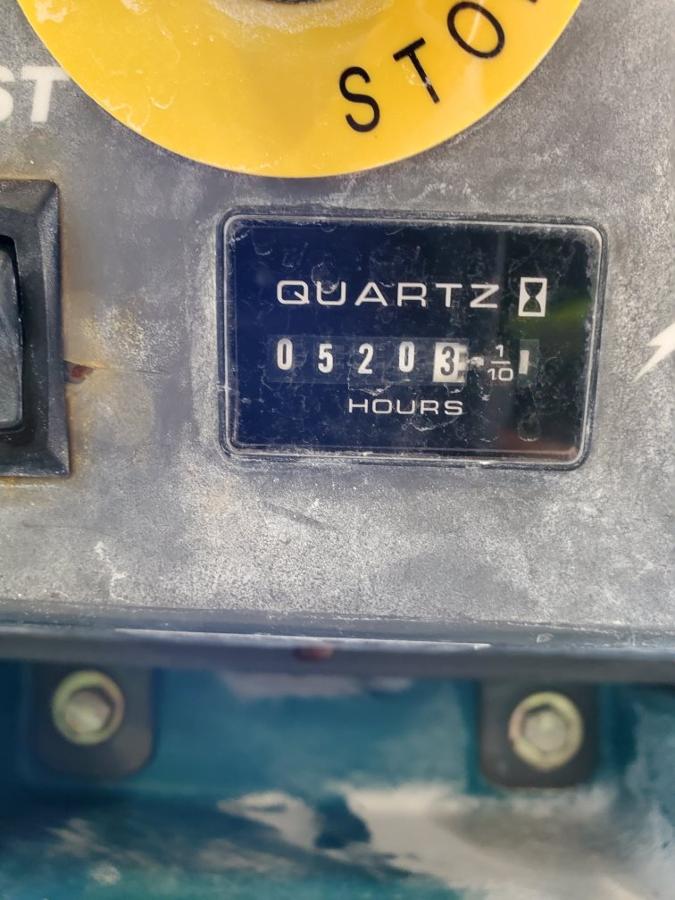 STO
ST
QUARTZ
05203 1/10
HOURS